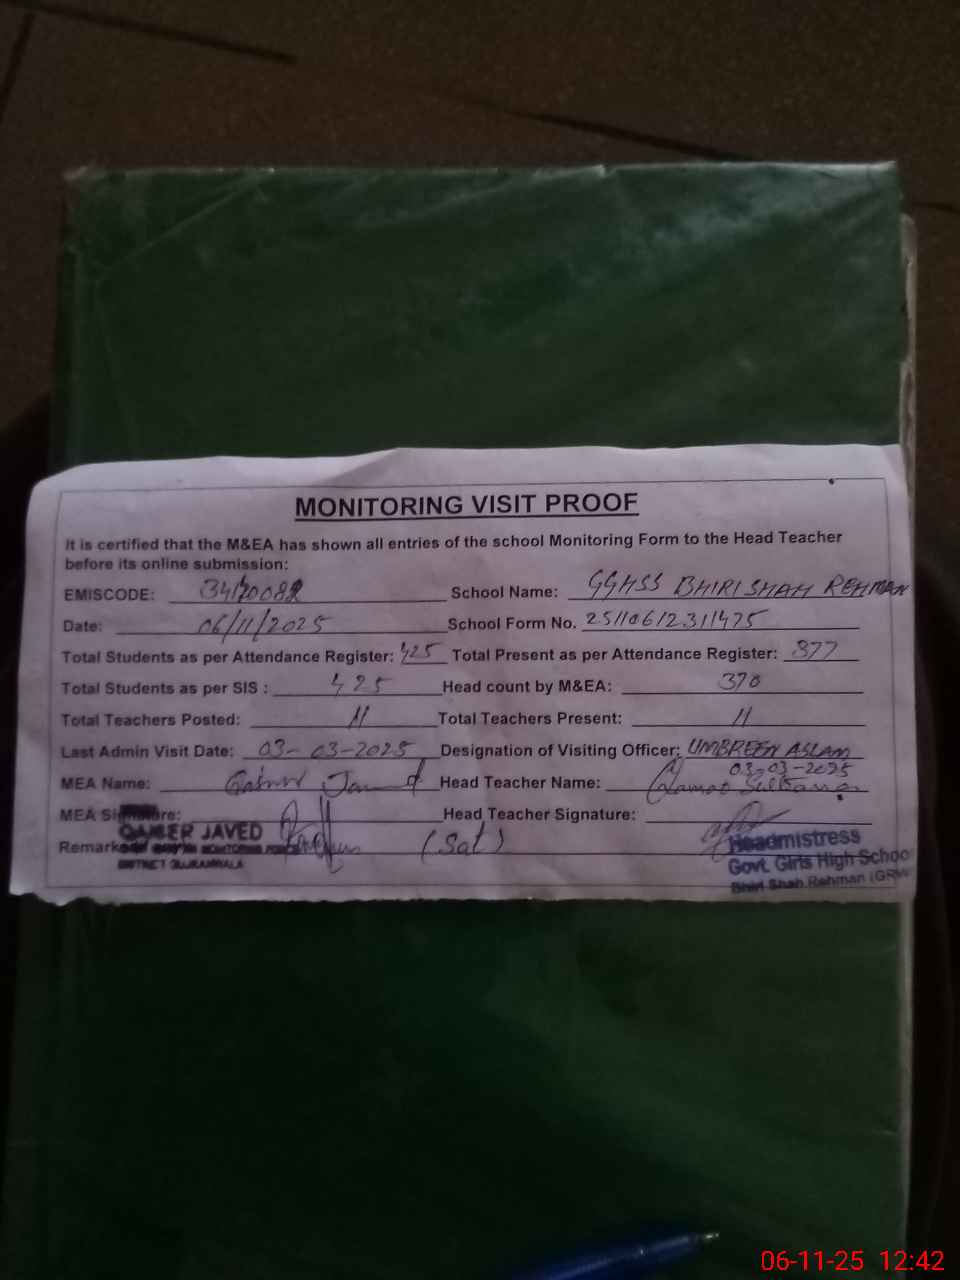 MONITORING VISIT PROOF
It is certified that the M&EA has shown all entries of the school Monitoring Form to the Head Teacher
before its online submission:
EMISCODE: 34120082 School Name: GGHSS BHIRI SHAH REHMAN
Date: 06/11/2025 School Form No. 25110612311475
Total Students as per Attendance Register: 425 Total Present as per Attendance Register: 377
Total Students as per SIS : 425 Head count by M&EA: 370
Total Teachers Posted: 11 Total Teachers Present: 11
Last Admin Visit Date: 03-03-2025 Designation of Visiting Officer: UMBREEN ASLAM
03-03-2025
MEA Name: Head Teacher Name:
MEA Signature: Head Teacher Signature:
QAMER JAVED
Remarks (Sat)
DISTRICT GUJRANWALA
Headmistress
Govt. Girls High School
Bhiri Shah Rehman (GRW)
06-11-25 12:42